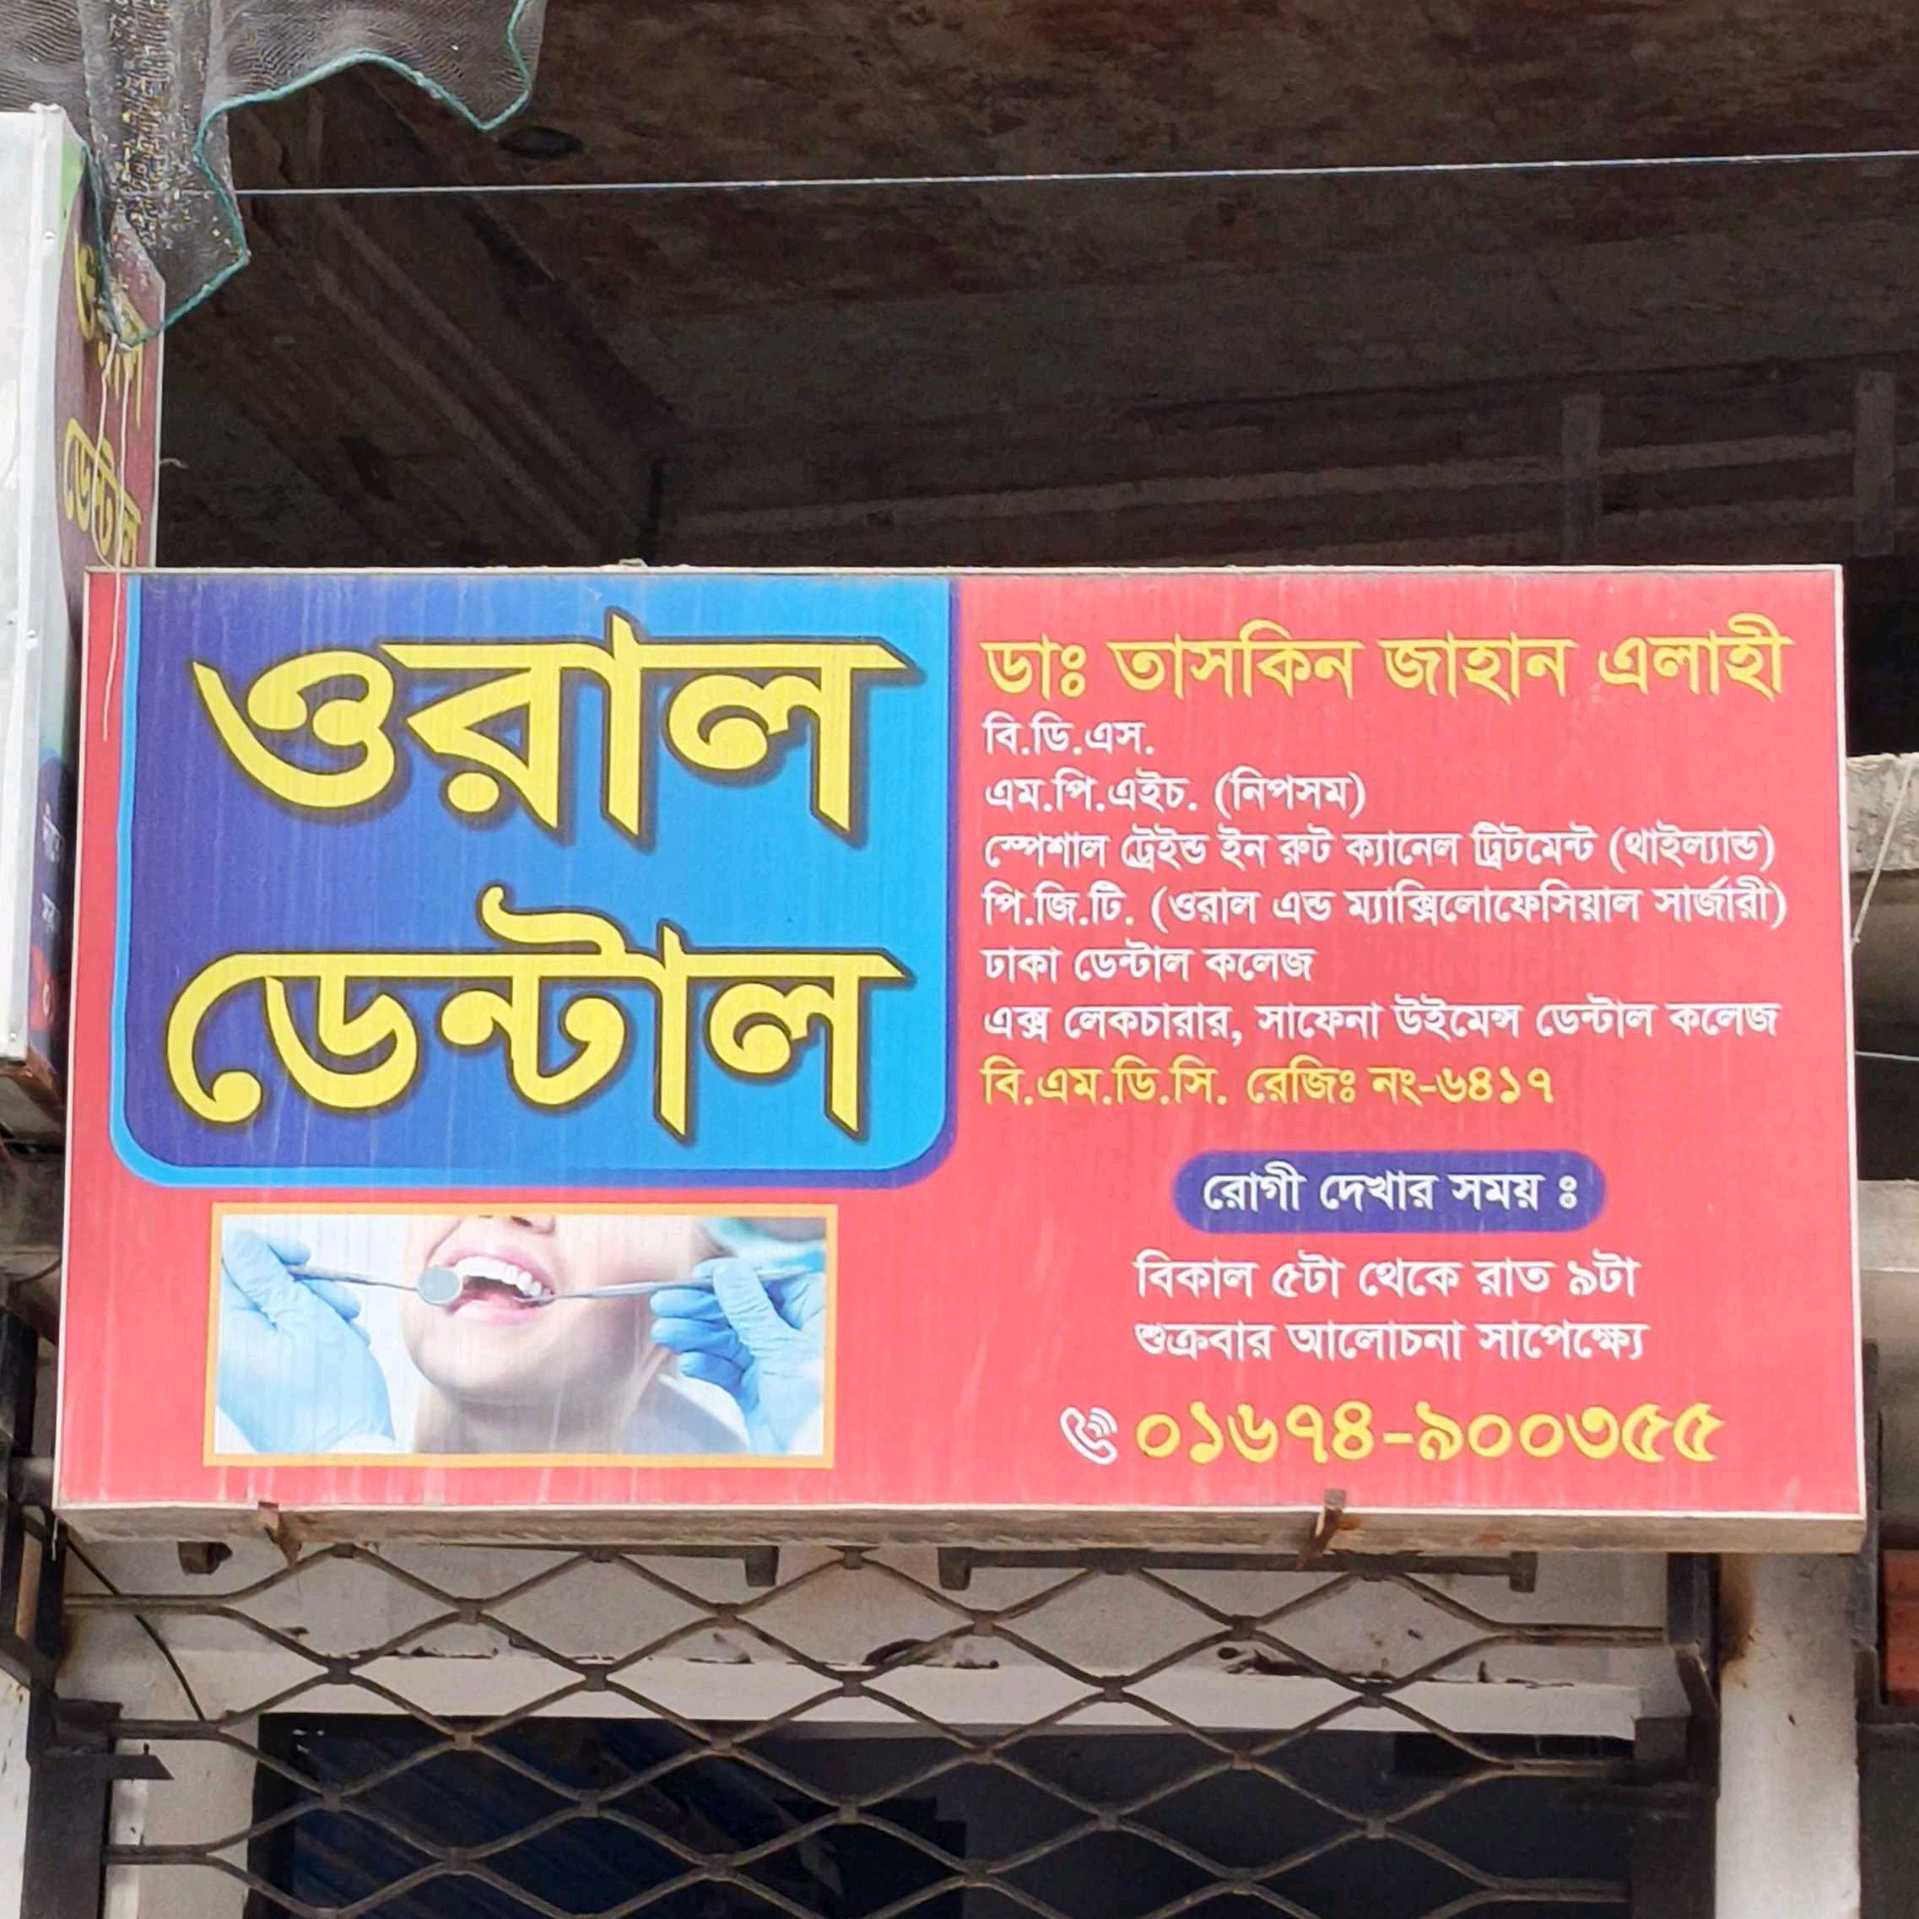 ওরাল
ডেন্টাল
ওরাল
ডেন্টাল
ডাঃ তাসকিন জাহান এলাহী
বি.ডি.এস.
এম.পি.এইচ. (নিপসম)
স্পেশাল ট্রেইন্ড ইন রুট ক্যানেল ট্রিটমেন্ট (থাইল্যান্ড)
পি.জি.টি. (ওরাল এন্ড ম্যাক্সিলোফেসিয়াল সার্জারী)
ঢাকা ডেন্টাল কলেজ
এক্স লেকচারার, সাফেনা উইমেন্স ডেন্টাল কলেজ
বি.এম.ডি.সি. রেজিঃ নং-৬৪১৭
রোগী দেখার সময় ঃ
বিকাল ৫টা থেকে রাত ৯টা
শুক্রবার আলোচনা সাপেক্ষ্যে
০১৬৭৪-৯০০৩৫৫